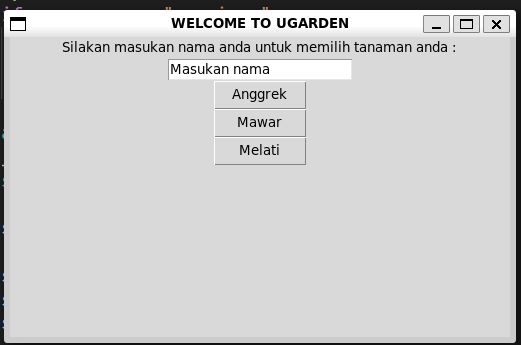 WELCOME TO UGARDEN
Silakan masukan nama anda untuk memilih tanaman anda :
Masukan nama
Anggrek
Mawar
Melati